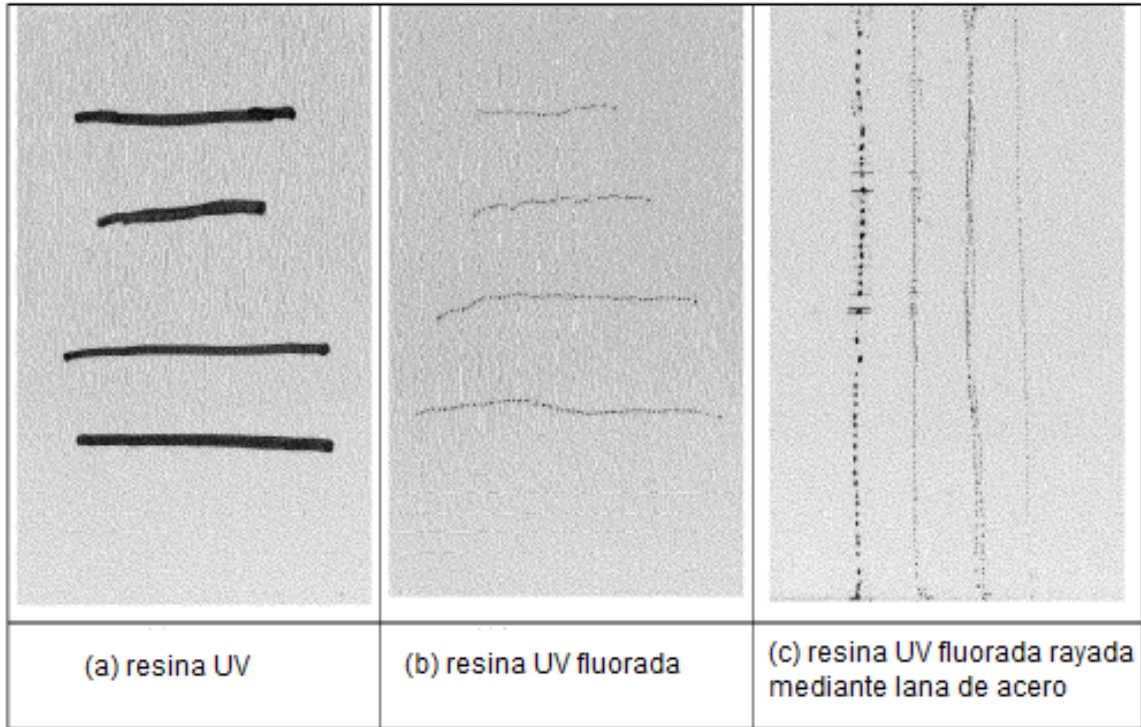 (a) resina UV
(b) resina UV fluorada
(c) resina UV fluorada rayada
mediante lana de acero